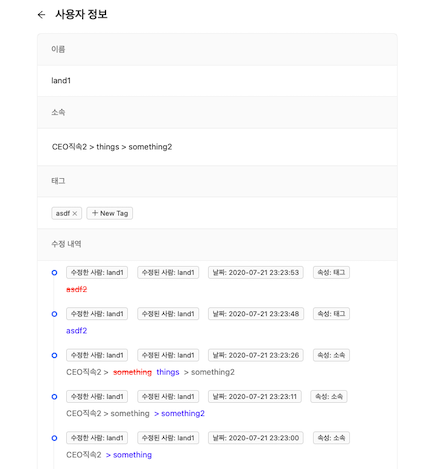 ← 사용자 정보
이름
land1
소속
CEO직속2 > things > something2
태그
asdf × + New Tag
수정 내역
수정한 사람: land1 수정된 사람: land1 날짜: 2020-07-21 23:23:53 속성: 태그
asdf2
수정한 사람: land1 수정된 사람: land1 날짜: 2020-07-21 23:23:48 속성: 태그
asdf2
수정한 사람: land1 수정된 사람: land1 날짜: 2020-07-21 23:23:26 속성: 소속
CEO직속2 > something things > something2
수정한 사람: land1 수정된 사람: land1 날짜: 2020-07-21 23:23:11 속성: 소속
CEO직속2 > something > something2
수정한 사람: land1 수정된 사람: land1 날짜: 2020-07-21 23:23:00 속성: 소속
CEO직속2 > something